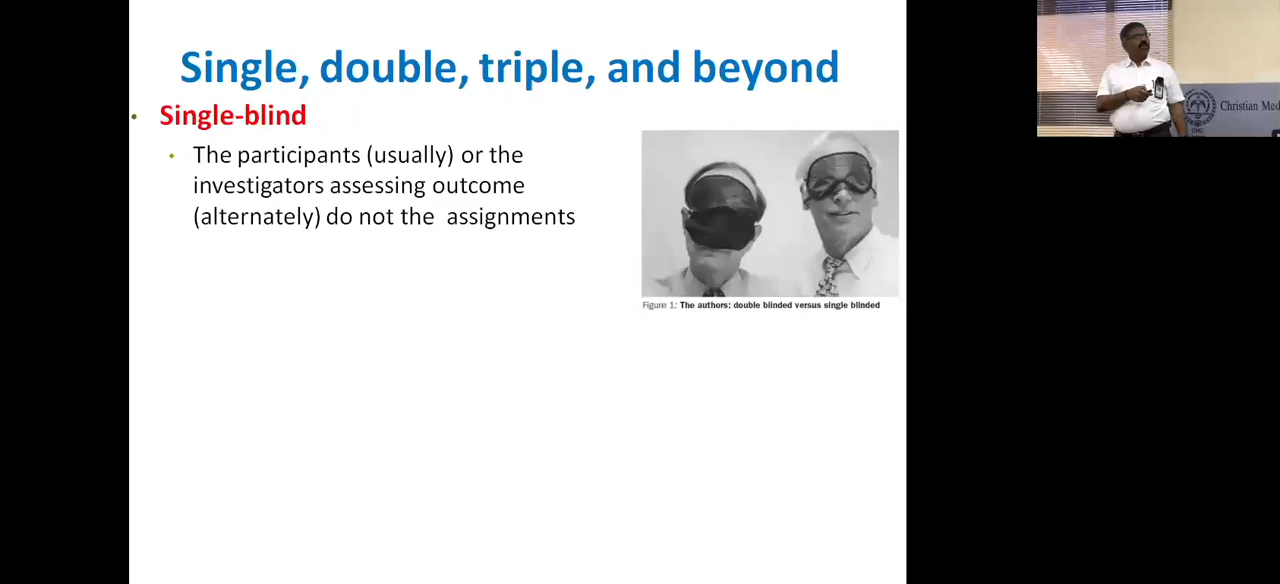 Single, double, triple, and beyond
• Single-blind
• The participants (usually) or the
investigators assessing outcome
(alternately) do not the assignments
Figure 1: The authors: double blinded versus single blinded
Christian Med
CMC